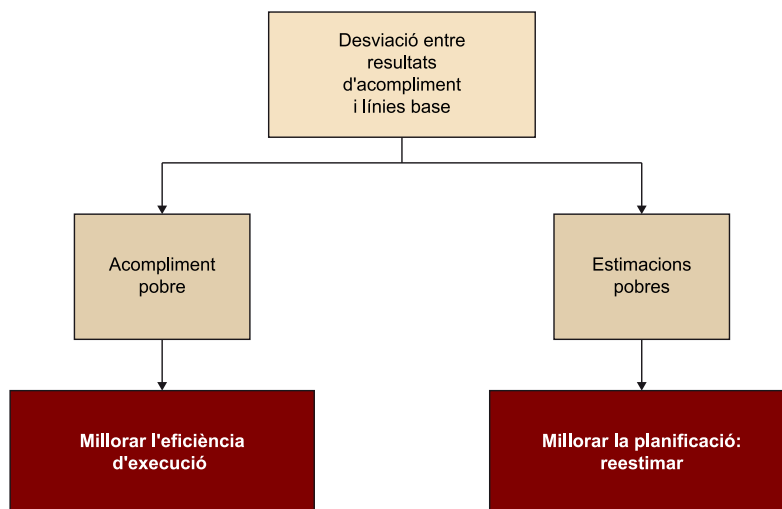 Desviació entre
resultats
d'acompliment
i línies base
Acompliment
pobre
Estimacions
pobres
Millorar l'eficiència
d'execució
Millorar la planificació:
reestimar